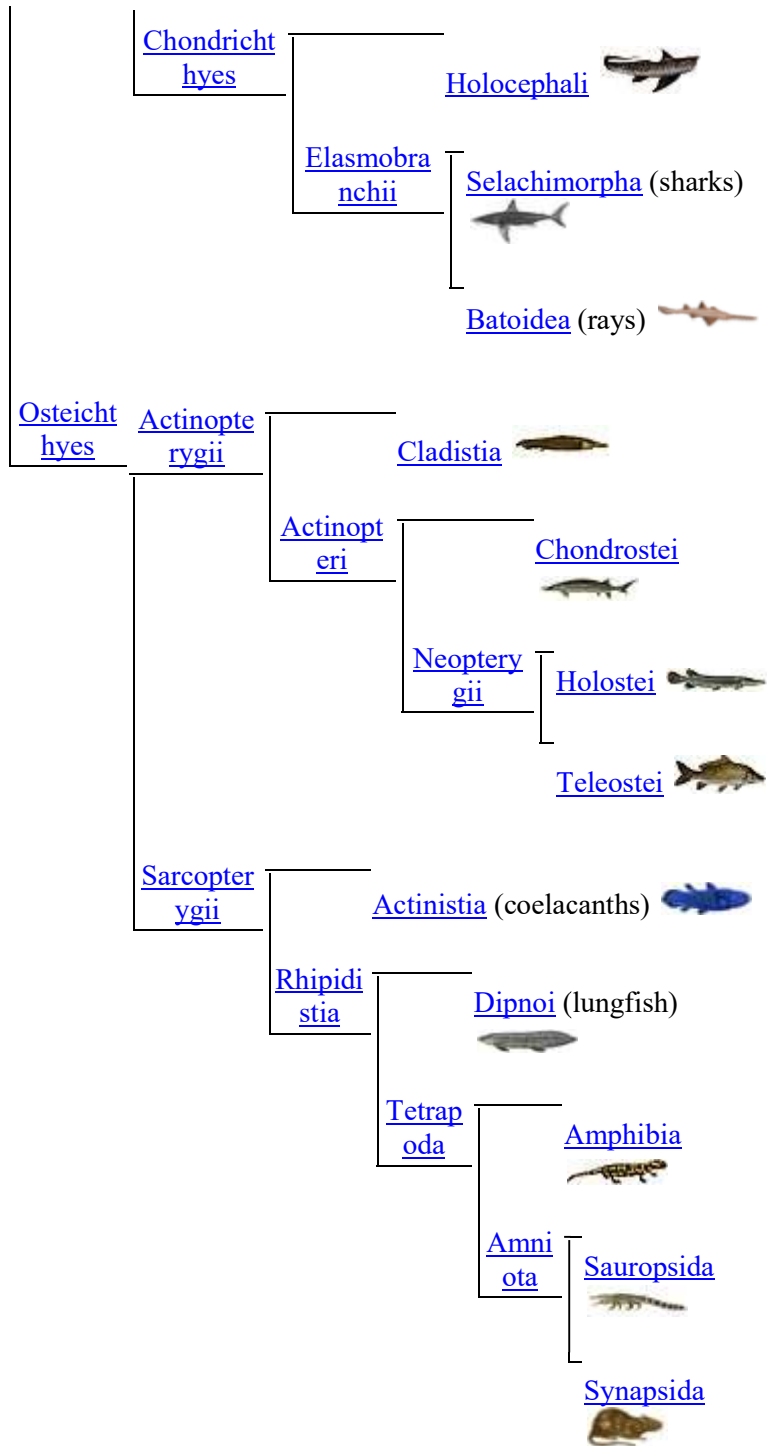 Chondricht
hyes
Holocephali
Elasmobra
nchii
Selachimorpha (sharks)
Batoidea (rays)
Osteicht
hyes
Actinopte
rygii
Cladistia
Actinopt
eri
Chondrostei
Neoptery
gii
Holostei
Teleostei
Sarcopter
ygii
Actinistia (coelacanths)
Rhipidi
stia
Dipnoi (lungfish)
Tetrap
oda
Amphibia
Amni
ota
Sauropsida
Synapsida